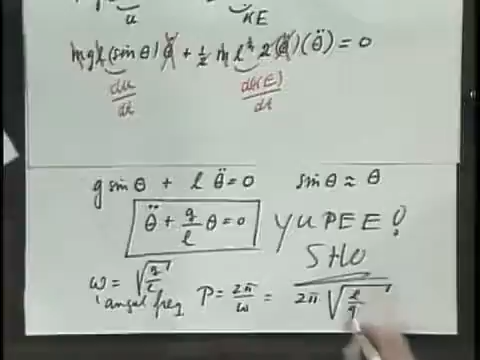 u KE
mgl (sin θ) θ̇ + 1/2 m l² 2 (θ̇) (θ̈) = 0
du/dt d(KE)/dt
g sin θ + l θ̈ = 0 sin θ ≈ θ
θ̈ + g/l θ = 0 YUPEE!
SHO
ω = √(g/l) P = 2π/ω = 2π √(l/g)
angul freq